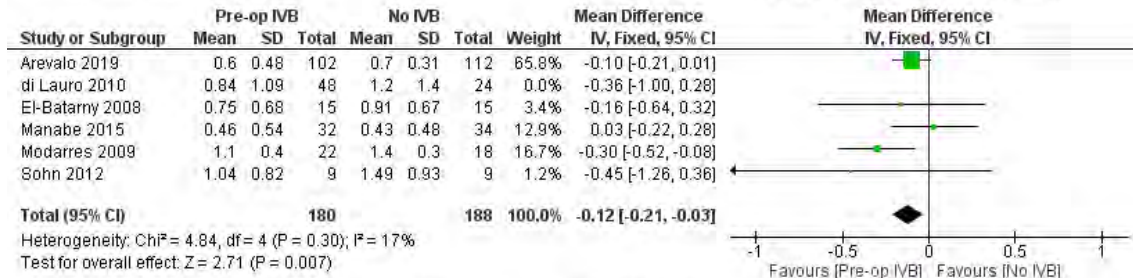 Pre-op IVB No IVB Mean Difference Mean Difference
Study or Subgroup Mean SD Total Mean SD Total Weight IV, Fixed, 95% CI IV, Fixed, 95% CI
Arevalo 2019 0.6 0.48 102 0.7 0.31 112 65.8% -0.10 [-0.21, 0.01]
di Lauro 2010 0.84 1.09 48 1.2 1.4 24 0.0% -0.36 [-1.00, 0.28]
El-Batarny 2008 0.75 0.68 15 0.91 0.67 15 3.4% -0.16 [-0.64, 0.32]
Manabe 2015 0.46 0.54 32 0.43 0.48 34 12.9% 0.03 [-0.22, 0.28]
Modarres 2009 1.1 0.4 22 1.4 0.3 18 16.7% -0.30 [-0.52, -0.08]
Sohn 2012 1.04 0.82 9 1.49 0.93 9 1.2% -0.45 [-1.26, 0.36]
Total (95% CI) 180 188 100.0% -0.12 [-0.21, -0.03]
Heterogeneity: Chi² = 4.84, df = 4 (P = 0.30); I² = 17%
Test for overall effect: Z = 2.71 (P = 0.007)
-1 -0.5 0 0.5 1
Favours [Pre-op IVB] Favours [No IVB]